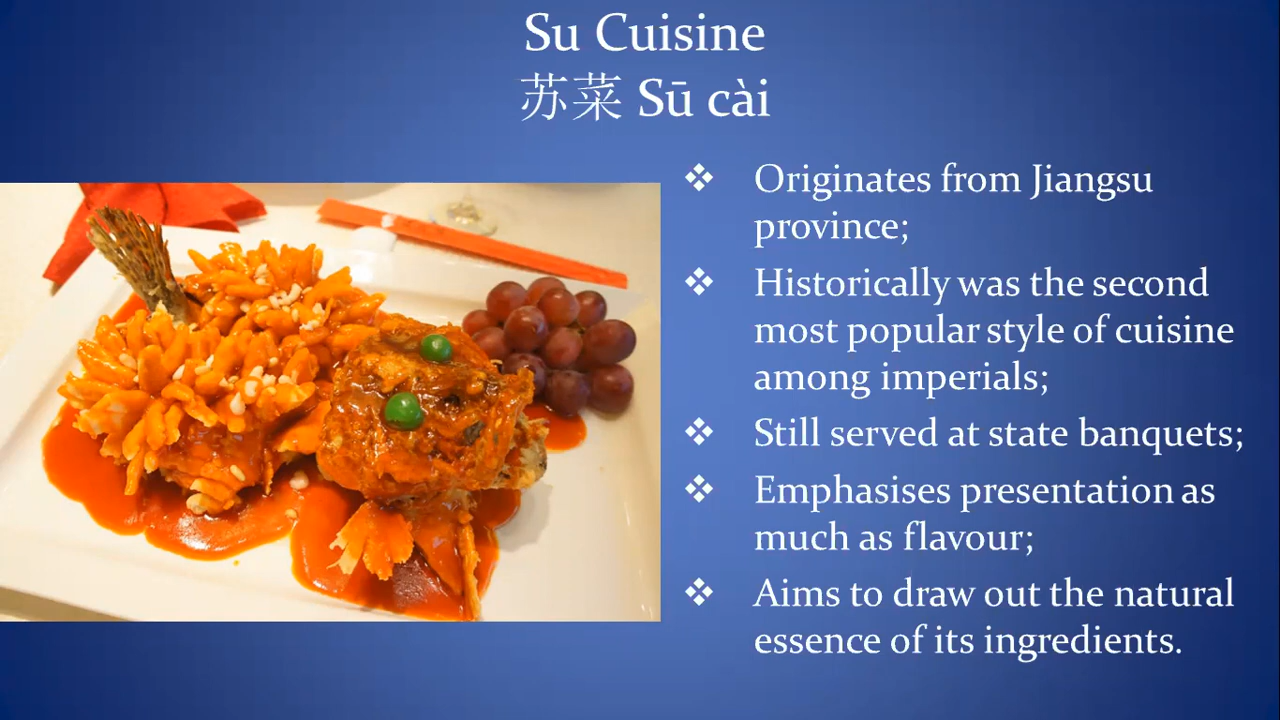 Su Cuisine
苏菜 Sū cài
❖ Originates from Jiangsu
province;
❖ Historically was the second
most popular style of cuisine
among imperials;
❖ Still served at state banquets;
❖ Emphasises presentation as
much as flavour;
❖ Aims to draw out the natural
essence of its ingredients.